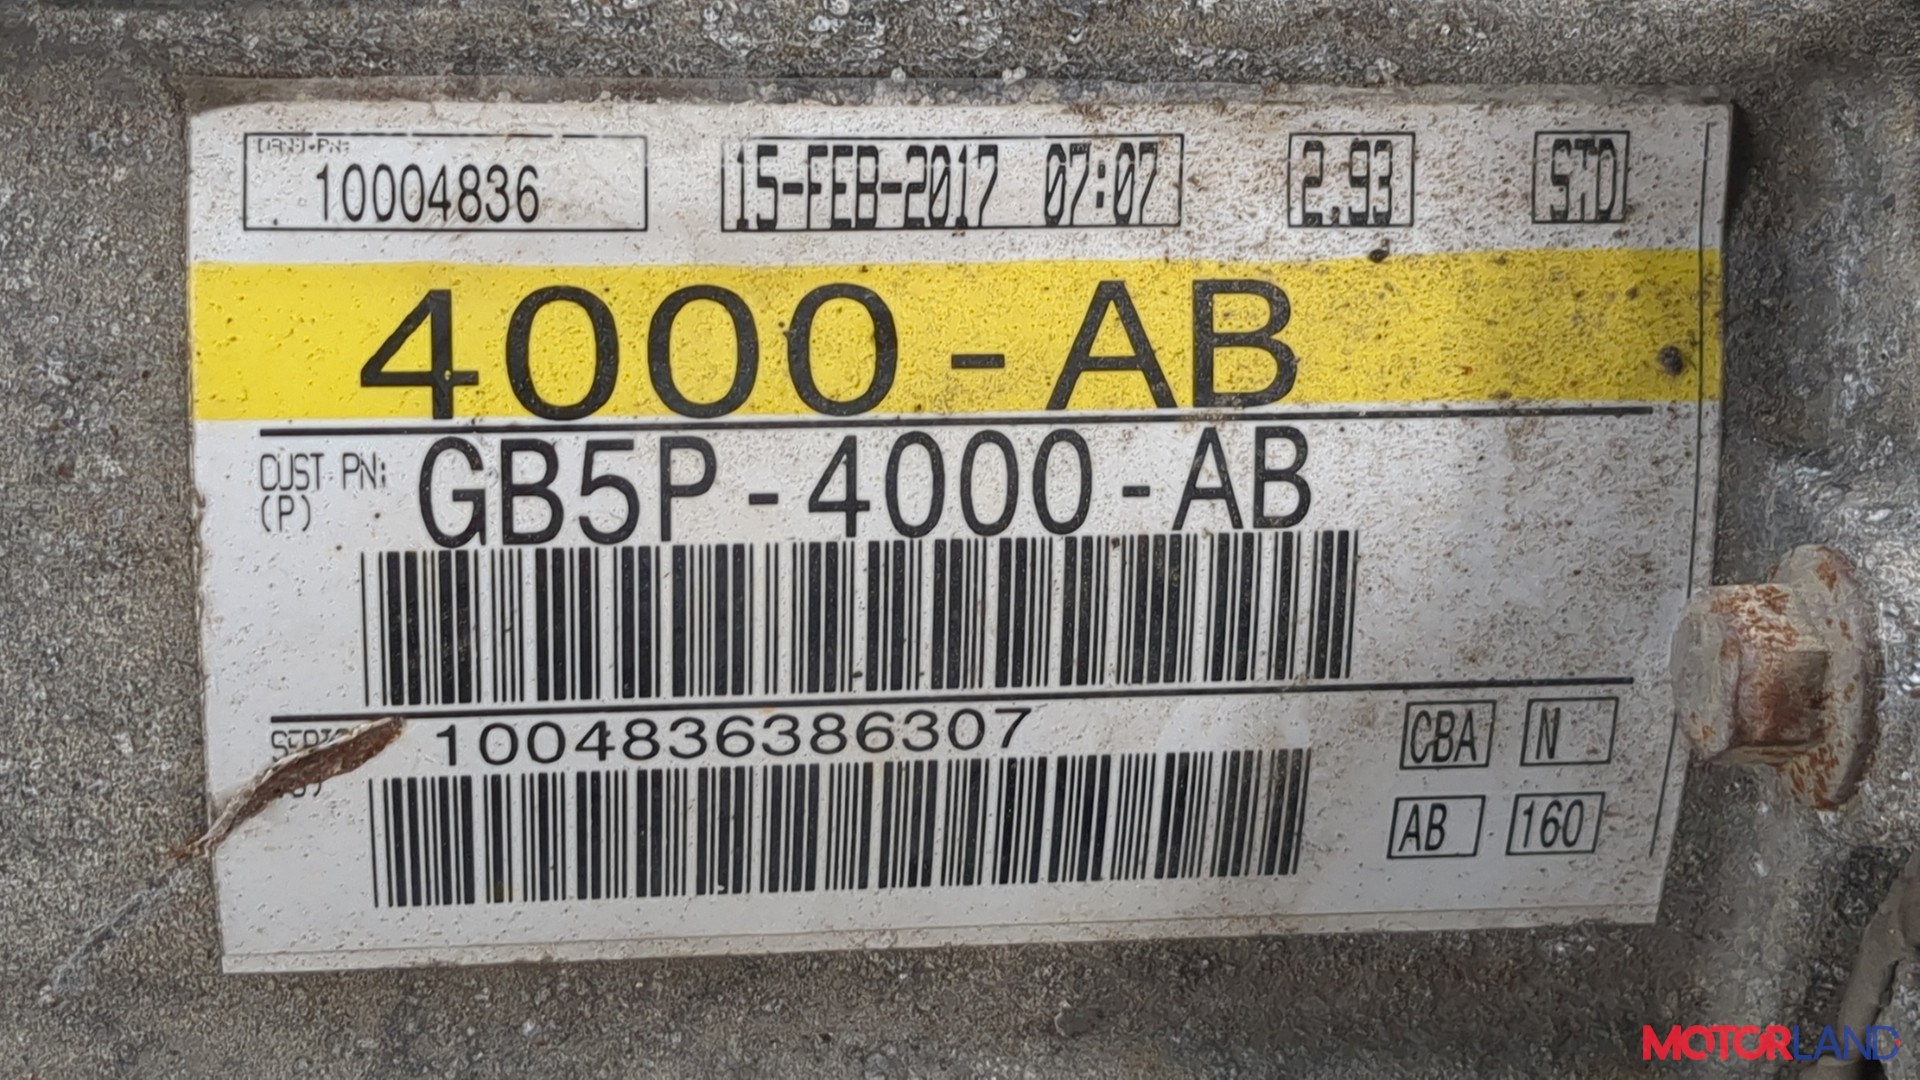 10004836 15-FEB-2017 07:07 2.93 STD
4000-AB
CUST PN: GB5P-4000-AB
(P)
1004836386307
CBA N
AB 160
MOTORLAND